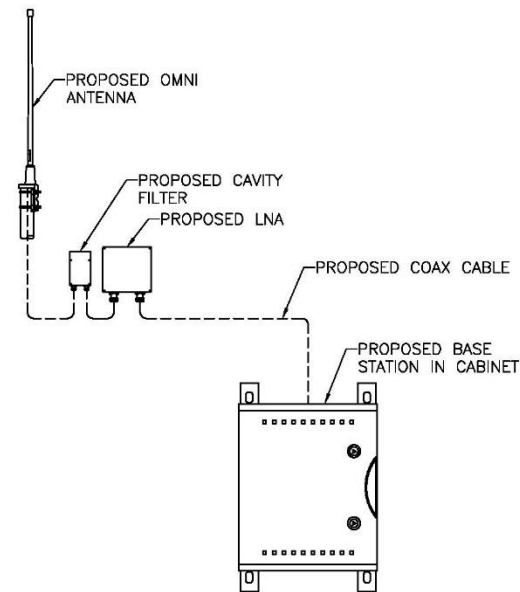 PROPOSED OMNI
ANTENNA
PROPOSED CAVITY
FILTER
PROPOSED LNA
PROPOSED COAX CABLE
PROPOSED BASE
STATION IN CABINET